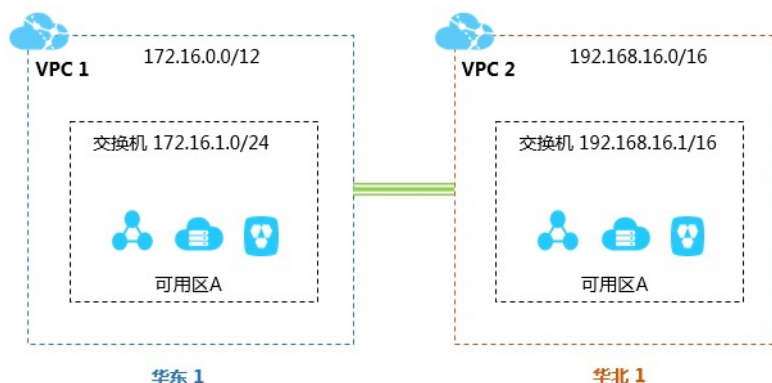 VPC 1
172.16.0.0/12
交换机 172.16.1.0/24
可用区A
华东 1
VPC 2
192.168.16.0/16
交换机 192.168.16.1/16
可用区A
华北 1